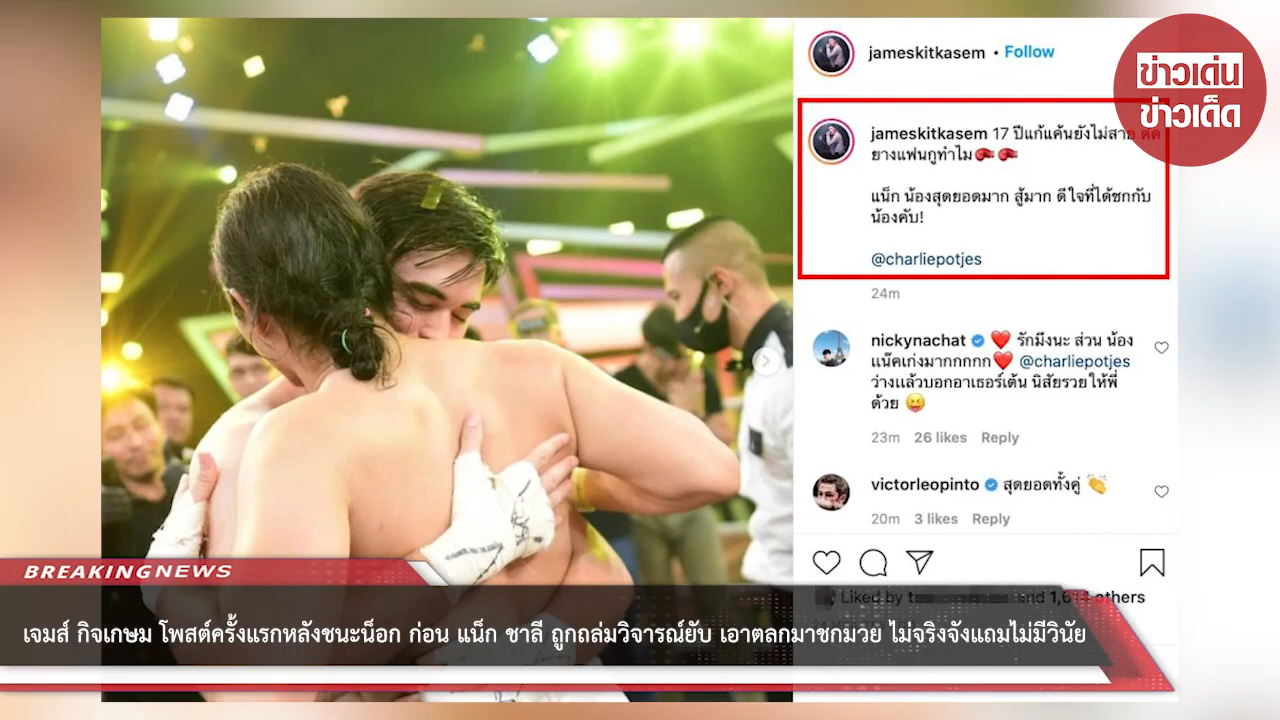 jameskitkasem • Follow
ข่าวเด่น
ข่าวเด็ด
jameskitkasem 17 ปีแก้แค้นยังไม่สาย ตัด
ยางแฟนกูทำไม🥊🥊
แน็ก น้องสุดยอดมาก สู้มาก ดีใจที่ได้ชกกับ
น้องคับ!
@charliepotjes
24m
nickynachat ❤️ รักมึงนะ ส่วน น้อง
แน๊คเก่งมากกกกก❤️ @charliepotjes
ว่างแล้วบอกอาเธอร์เต้น นิสัยรวยให้พี่
ด้วย 😝
23m 26 likes Reply
victorleopinto สุดยอดทั้งคู่ 👏
20m 3 likes Reply
Liked by and others
BREAKING NEWS
เจมส์ กิจเกษม โพสต์ครั้งแรกหลังชนะน็อก ก่อน แน็ก ชาลี ถูกถล่มวิจารณ์ยับ เอาตลกมาชกมวย ไม่จริงจังแถมไม่มีวินัย